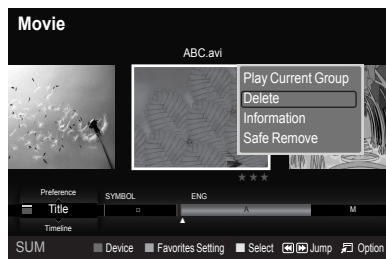 Movie
ABC.avi
Play Current Group
Delete
Information
Safe Remove
★★★
Preference
SYMBOL ENG
Title
A M
Timeline
SUM Device Favorites Setting Select Jump Option